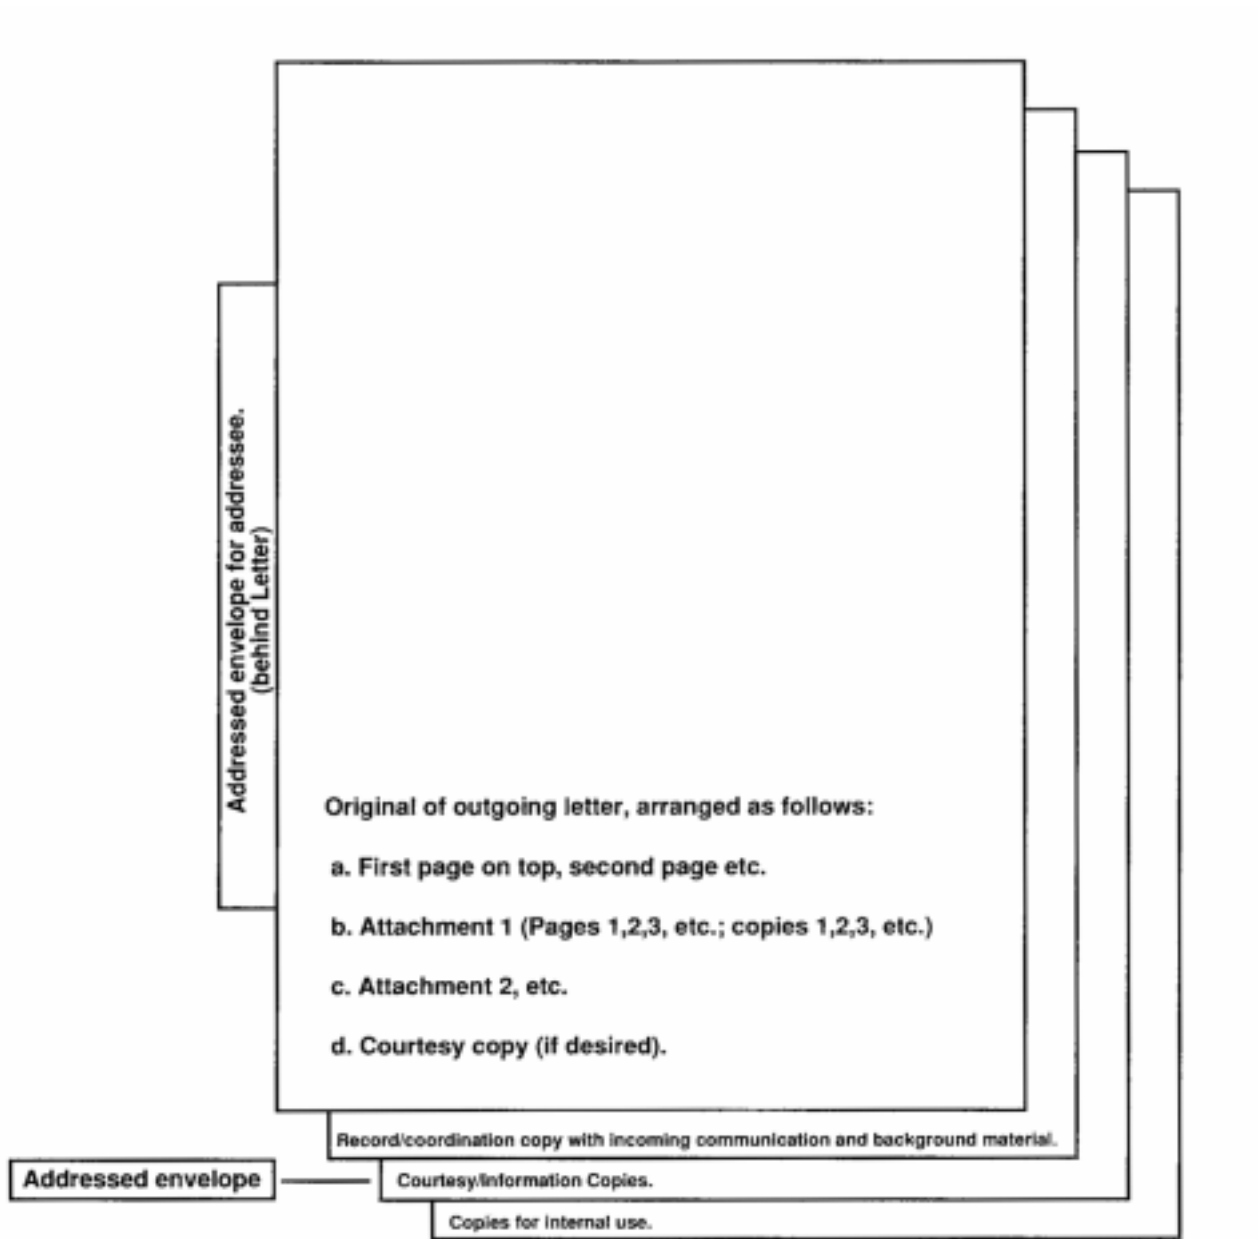 Addressed envelope for addressee.
(behind Letter)
Original of outgoing letter, arranged as follows:
a. First page on top, second page etc.
b. Attachment 1 (Pages 1,2,3, etc.; copies 1,2,3, etc.)
c. Attachment 2, etc.
d. Courtesy copy (if desired).
Record/coordination copy with incoming communication and background material.
Addressed envelope
Courtesy/Information Copies.
Copies for internal use.